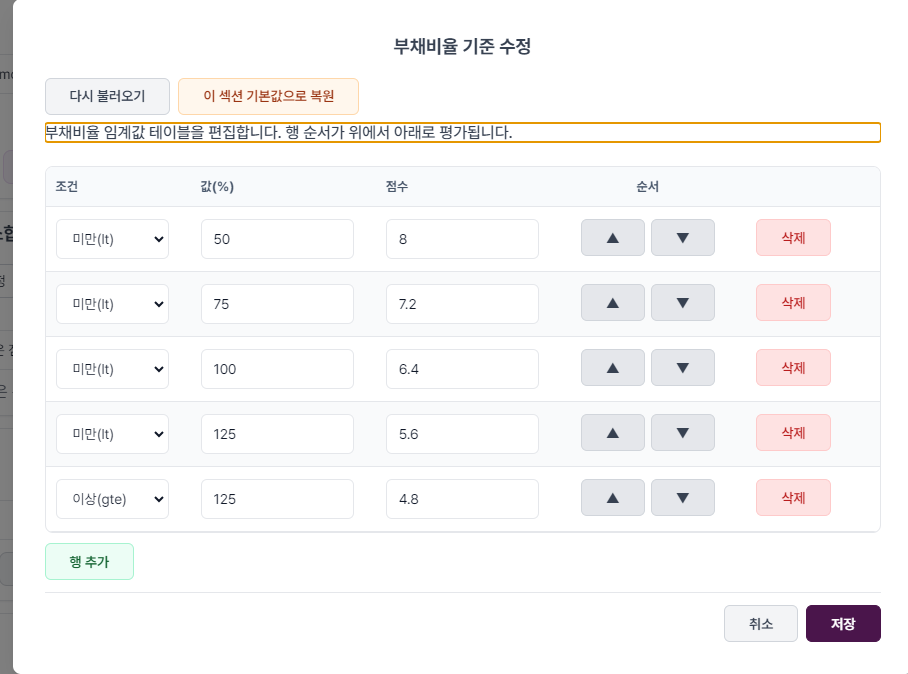 부채비율 기준 수정
다시 불러오기 이 섹션 기본값으로 복원
부채비율 임계값 테이블을 편집합니다. 행 순서가 위에서 아래로 평가됩니다.
조건 값(%) 점수 순서
미만(lt) 50 8 ▲ ▼ 삭제
미만(lt) 75 7.2 ▲ ▼ 삭제
미만(lt) 100 6.4 ▲ ▼ 삭제
미만(lt) 125 5.6 ▲ ▼ 삭제
이상(gte) 125 4.8 ▲ ▼ 삭제
행 추가
취소 저장